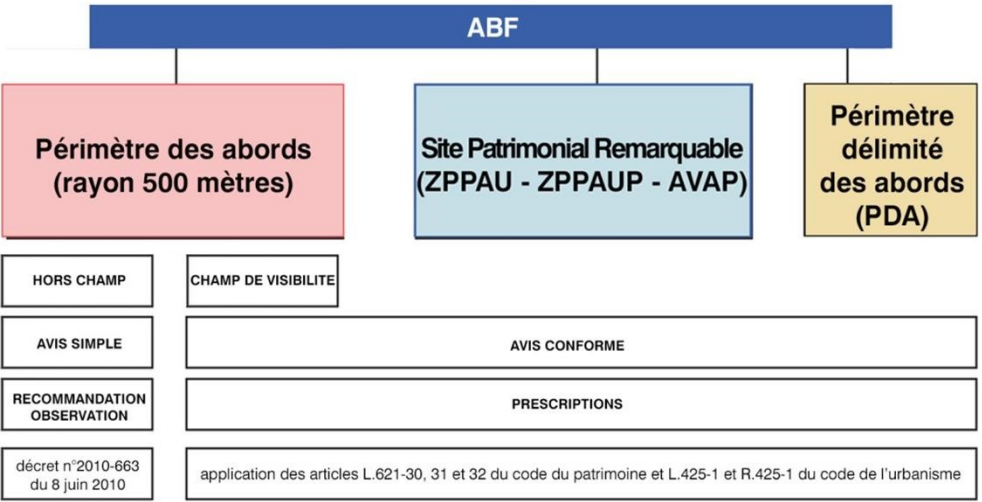 ABF
Périmètre des abords
(rayon 500 mètres)
Site Patrimonial Remarquable
(ZPPAU - ZPPAUP - AVAP)
Périmètre
délimité
des abords
(PDA)
HORS CHAMP
CHAMP DE VISIBILITE
AVIS SIMPLE
AVIS CONFORME
RECOMMANDATION
OBSERVATION
PRESCRIPTIONS
décret n°2010-663
du 8 juin 2010
application des articles L.621-30, 31 et 32 du code du patrimoine et L.425-1 et R.425-1 du code de l'urbanisme